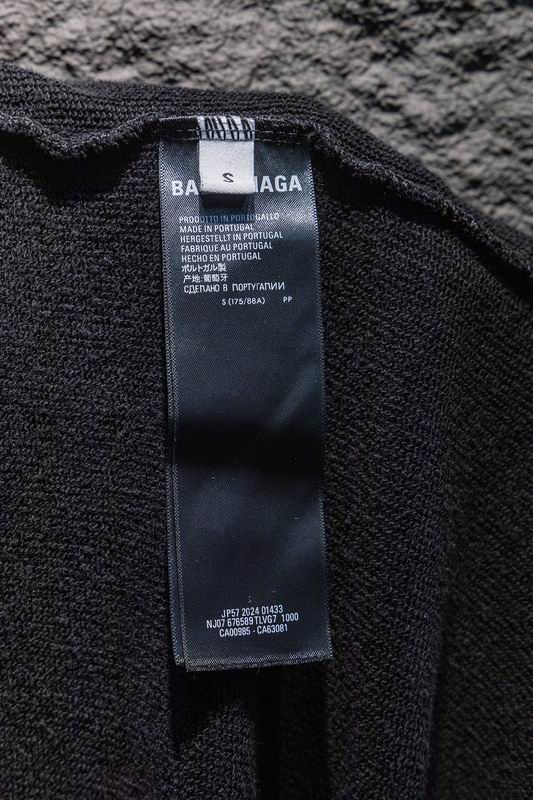 S
BA IAGA
PRODOTTO IN PORTOGALLO
MADE IN PORTUGAL
HERGESTELLT IN PORTUGAL
FABRIQUE AU PORTUGAL
HECHO EN PORTUGAL
ポルトガル製
产地:葡萄牙
СДЕЛАНО В ПОРТУГАЛИИ
S (175/88A) PP
JP57 2024 01433
NJ07 676589 TLVG7 1000
CA00985 - CA63081